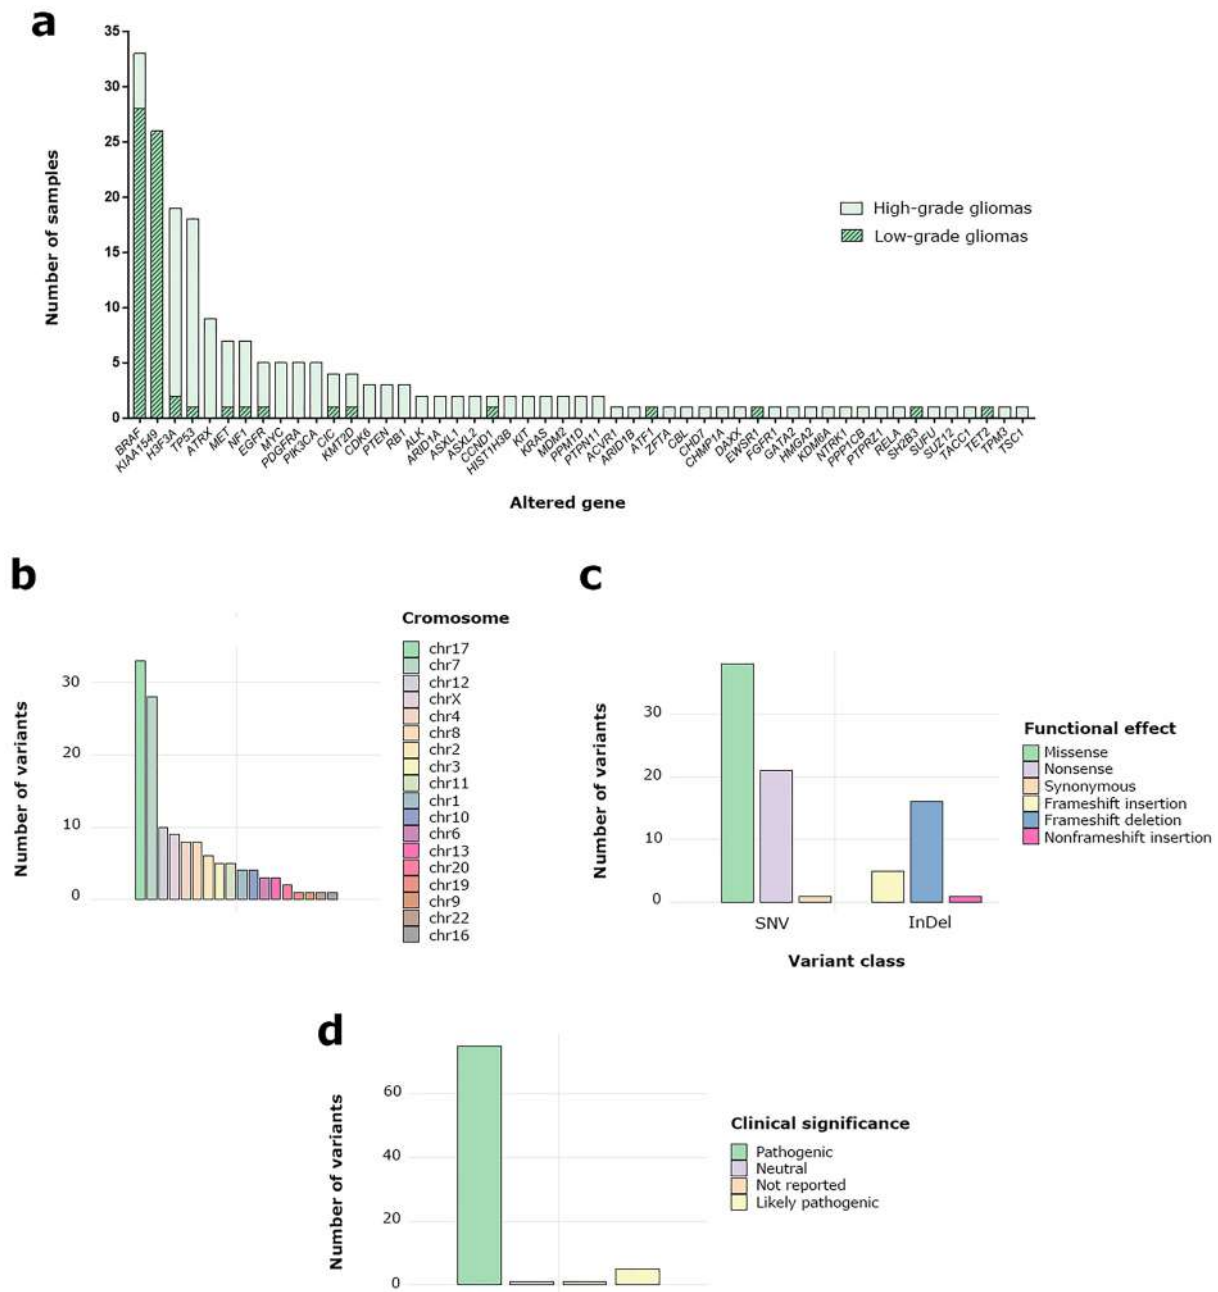 a
35
30
25
20
15
10
5
0
Number of samples
High-grade gliomas
Low-grade gliomas
BRAF
KIAA1549
H3F3A
TP53
ATRX
MET
NF1
EGFR
MYC
PDGFRA
PIK3CA
CIC
KMT2D
CDK6
PTEN
RB1
ALK
ARID1A
ASXL1
ASXL2
CCND1
HIST1H3B
KIT
KRAS
MDM2
PPM1D
PTPN11
ACVR1
ARID1B
ATF1
ZFTA
CBL
CHD7
CHMP1A
DAXX
EWSR1
FGFR1
GATA2
HMGA2
KDM6A
NTRK1
PPP1CB
PTPRZ1
RELA
SH2B3
SUFU
SUZ12
TACC1
TET2
TPM3
TSC1
Altered gene
b
Number of variants
30
20
10
0
Cromosome
chr17
chr7
chr12
chrX
chr4
chr8
chr2
chr3
chr11
chr1
chr10
chr6
chr13
chr20
chr19
chr9
chr22
chr16
c
Number of variants
30
20
10
0
SNV InDel
Variant class
Functional effect
Missense
Nonsense
Synonymous
Frameshift insertion
Frameshift deletion
Nonframeshift insertion
d
Number of variants
60
40
20
0
Clinical significance
Pathogenic
Neutral
Not reported
Likely pathogenic